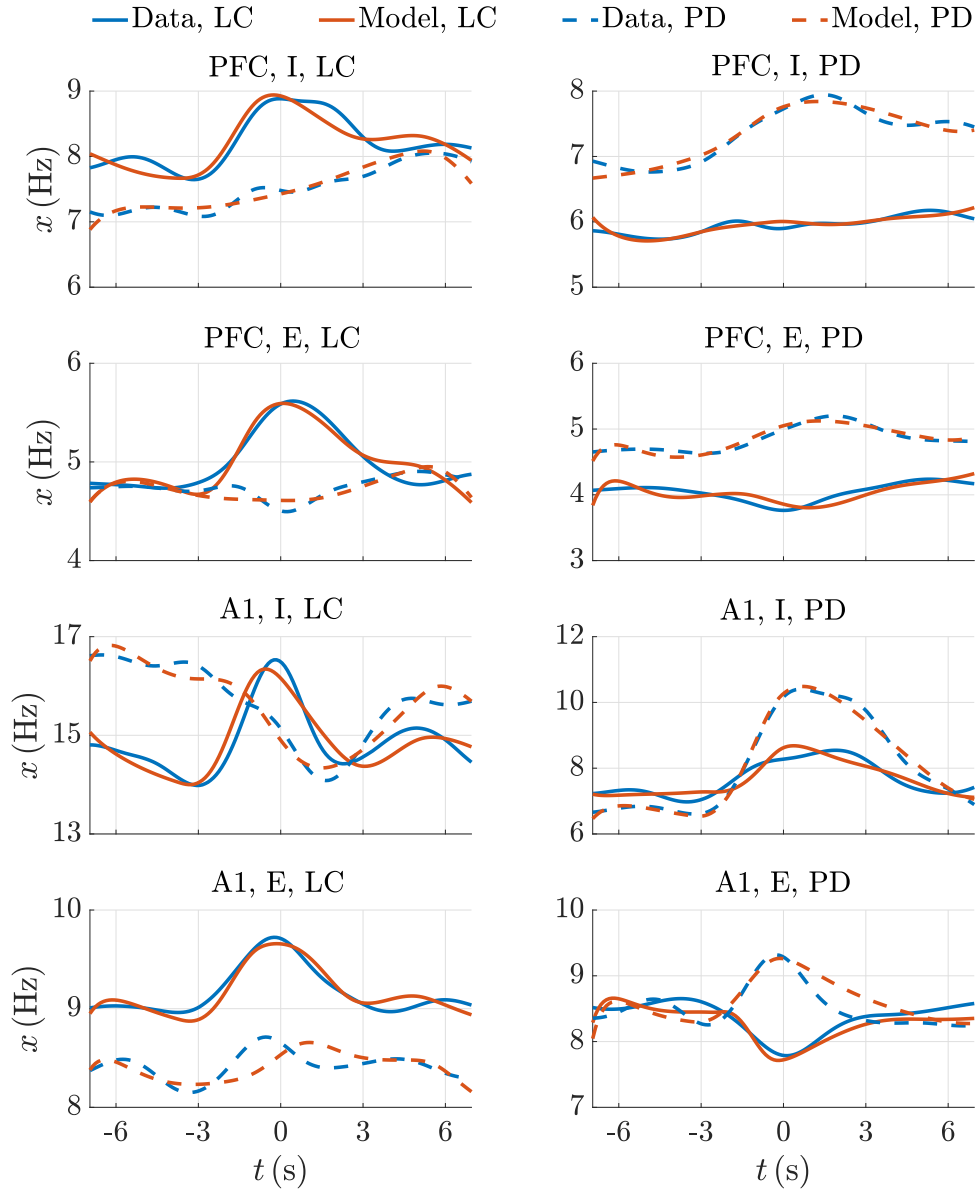 Data, LC Model, LC Data, PD Model, PD
PFC, I, LC
9
8
7
6
x (Hz)
PFC, I, PD
8
7
6
5
PFC, E, LC
6
5
4
x (Hz)
PFC, E, PD
6
5
4
3
A1, I, LC
17
15
13
x (Hz)
A1, I, PD
12
10
8
6
A1, E, LC
10
9
8
x (Hz)
-6 -3 0 3 6
t (s)
A1, E, PD
10
9
8
7
-6 -3 0 3 6
t (s)